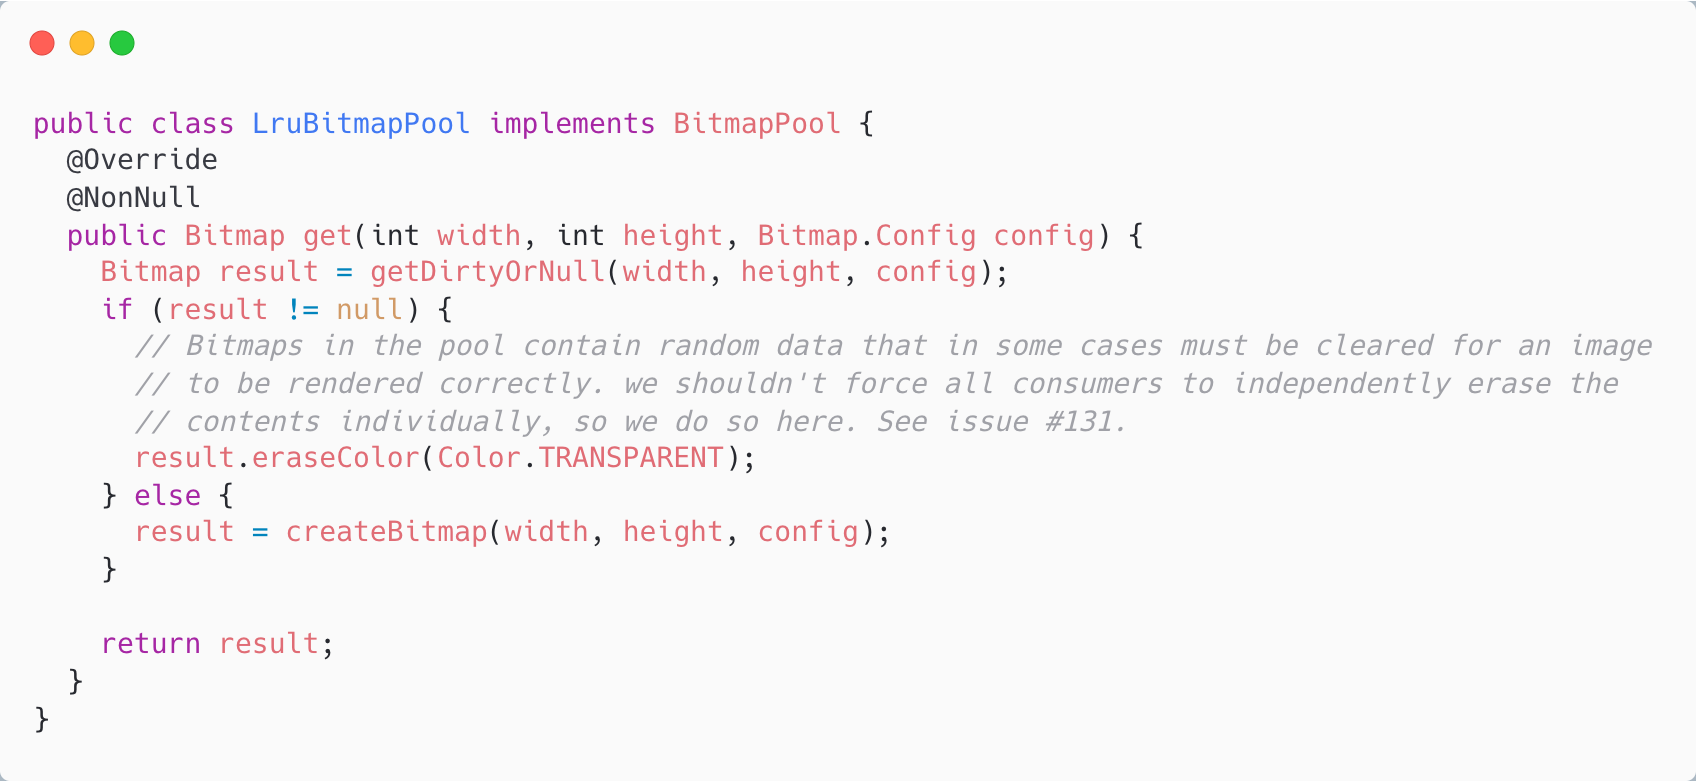 public class LruBitmapPool implements BitmapPool {
  @Override
  @NonNull
  public Bitmap get(int width, int height, Bitmap.Config config) {
    Bitmap result = getDirtyOrNull(width, height, config);
    if (result != null) {
      // Bitmaps in the pool contain random data that in some cases must be cleared for an image
      // to be rendered correctly. we shouldn't force all consumers to independently erase the
      // contents individually, so we do so here. See issue #131.
      result.eraseColor(Color.TRANSPARENT);
    } else {
      result = createBitmap(width, height, config);
    }

    return result;
  }
}